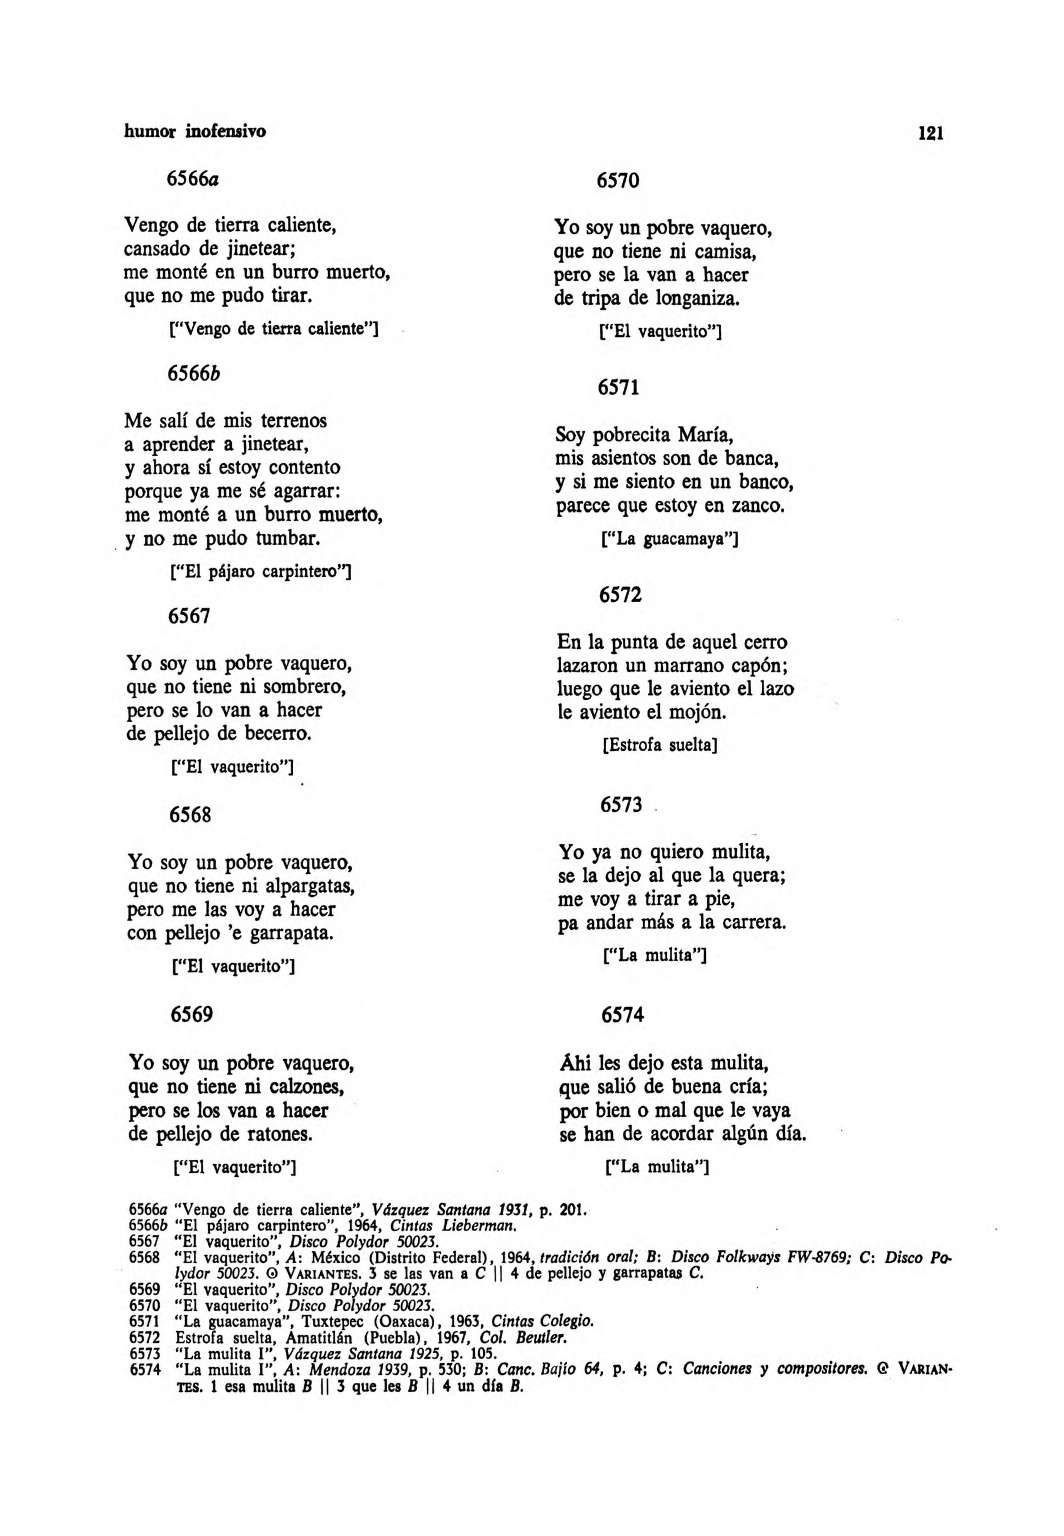 humor inofensivo
121
6566a
Vengo de tierra caliente,
cansado de jinetear;
me monté en un burro muerto,
que no me pudo tirar.
["Vengo de tierra caliente"]
6566b
Me salí de mis terrenos
a aprender a jinetear,
y ahora sí estoy contento
porque ya me sé agarrar:
me monté a un burro muerto,
y no me pudo tumbar.
["El pájaro carpintero"]
6567
Yo soy un pobre vaquero,
que no tiene ni sombrero,
pero se lo van a hacer
de pellejo de becerro.
["El vaquerito"]
6568
Yo soy un pobre vaquero,
que no tiene ni alpargatas,
pero me las voy a hacer
con pellejo 'e garrapata.
["El vaquerito"]
6569
Yo soy un pobre vaquero,
que no tiene ni calzones,
pero se los van a hacer
de pellejo de ratones.
["El vaquerito"]
6570
Yo soy un pobre vaquero,
que no tiene ni camisa,
pero se la van a hacer
de tripa de longaniza.
["El vaquerito"]
6571
Soy pobrecita María,
mis asientos son de banca,
y si me siento en un banco,
parece que estoy en zanco.
["La guacamaya"]
6572
En la punta de aquel cerro
lazaron un marrano capón;
luego que le aviento el lazo
le aviento el mojón.
[Estrofa suelta]
6573
Yo ya no quiero mulita,
se la dejo al que la quera;
me voy a tirar a pie,
pa andar más a la carrera.
["La mulita"]
6574
Áhi les dejo esta mulita,
que salió de buena cría;
por bien o mal que le vaya
se han de acordar algún día.
["La mulita"]
6566a "Vengo de tierra caliente", Vázquez Santana 1931, p. 201.
6566b "El pájaro carpintero", 1964, Cintas Lieberman.
6567 "El vaquerito", Disco Polydor 50023.
6568 "El vaquerito", A: México (Distrito Federal), 1964, tradición oral; B: Disco Folkways FW-8769; C: Disco Po-
lydor 50023. ⊙ VARIANTES. 3 se las van a C || 4 de pellejo y garrapatas C.
6569 "El vaquerito", Disco Polydor 50023.
6570 "El vaquerito", Disco Polydor 50023.
6571 "La guacamaya", Tuxtepec (Oaxaca), 1963, Cintas Colegio.
6572 Estrofa suelta, Amatitlán (Puebla), 1967, Col. Beutler.
6573 "La mulita I", Vázquez Santana 1925, p. 105.
6574 "La mulita I", A: Mendoza 1939, p. 530; B: Canc. Bajío 64, p. 4; C: Canciones y compositores. ⊙ VARIAN-
TES. 1 esa mulita B || 3 que les B || 4 un día B.